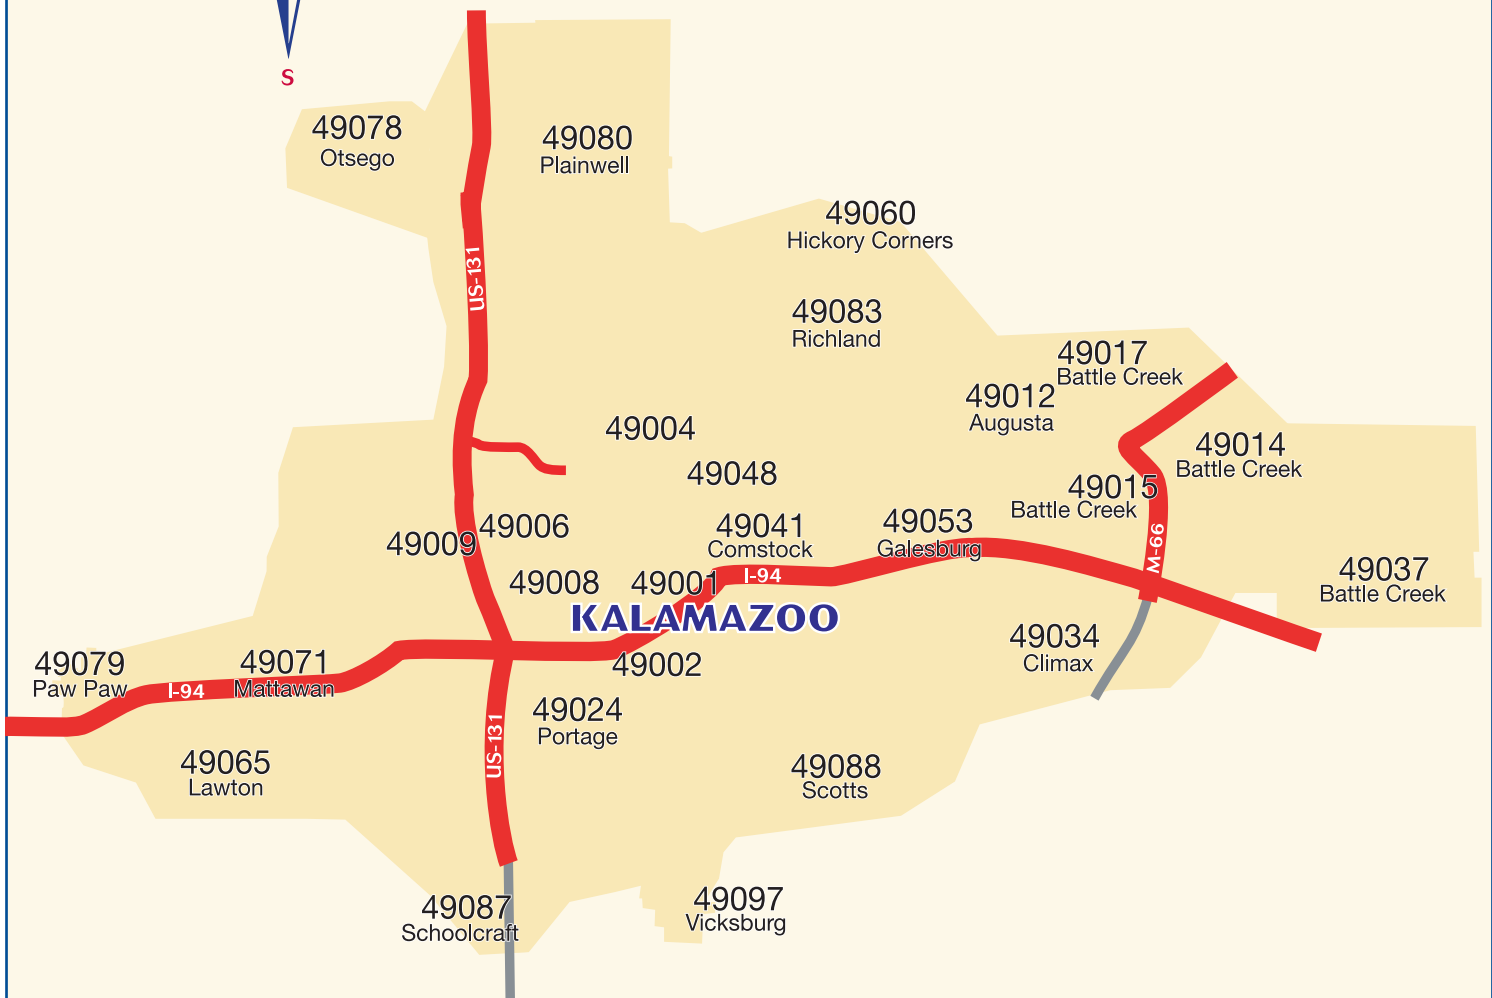 S
49078
Otsego
49080
Plainwell
49060
Hickory Corners
US-131
49083
Richland
49017
Battle Creek
49012
Augusta
49004
49014
Battle Creek
49048
49015
Battle Creek
49006
49009
49041
Comstock
49053
Galesburg
M-66
49008
49001
I-94
49037
Battle Creek
KALAMAZOO
49034
Climax
49079
Paw Paw
I-94
49071
Mattawan
49002
49024
Portage
US-131
49065
Lawton
49088
Scotts
49087
Schoolcraft
49097
Vicksburg